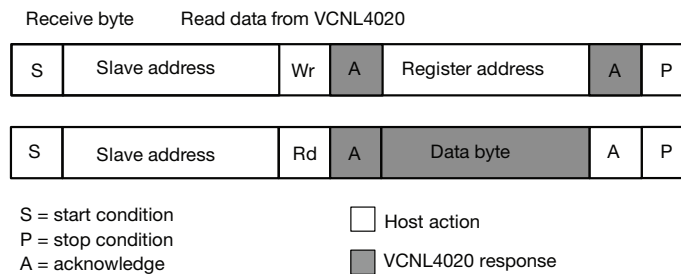 Receive byte Read data from VCNL4020
S Slave address Wr A Register address A P
S Slave address Rd A Data byte A P
S = start condition
P = stop condition
A = acknowledge
Host action
VCNL4020 response